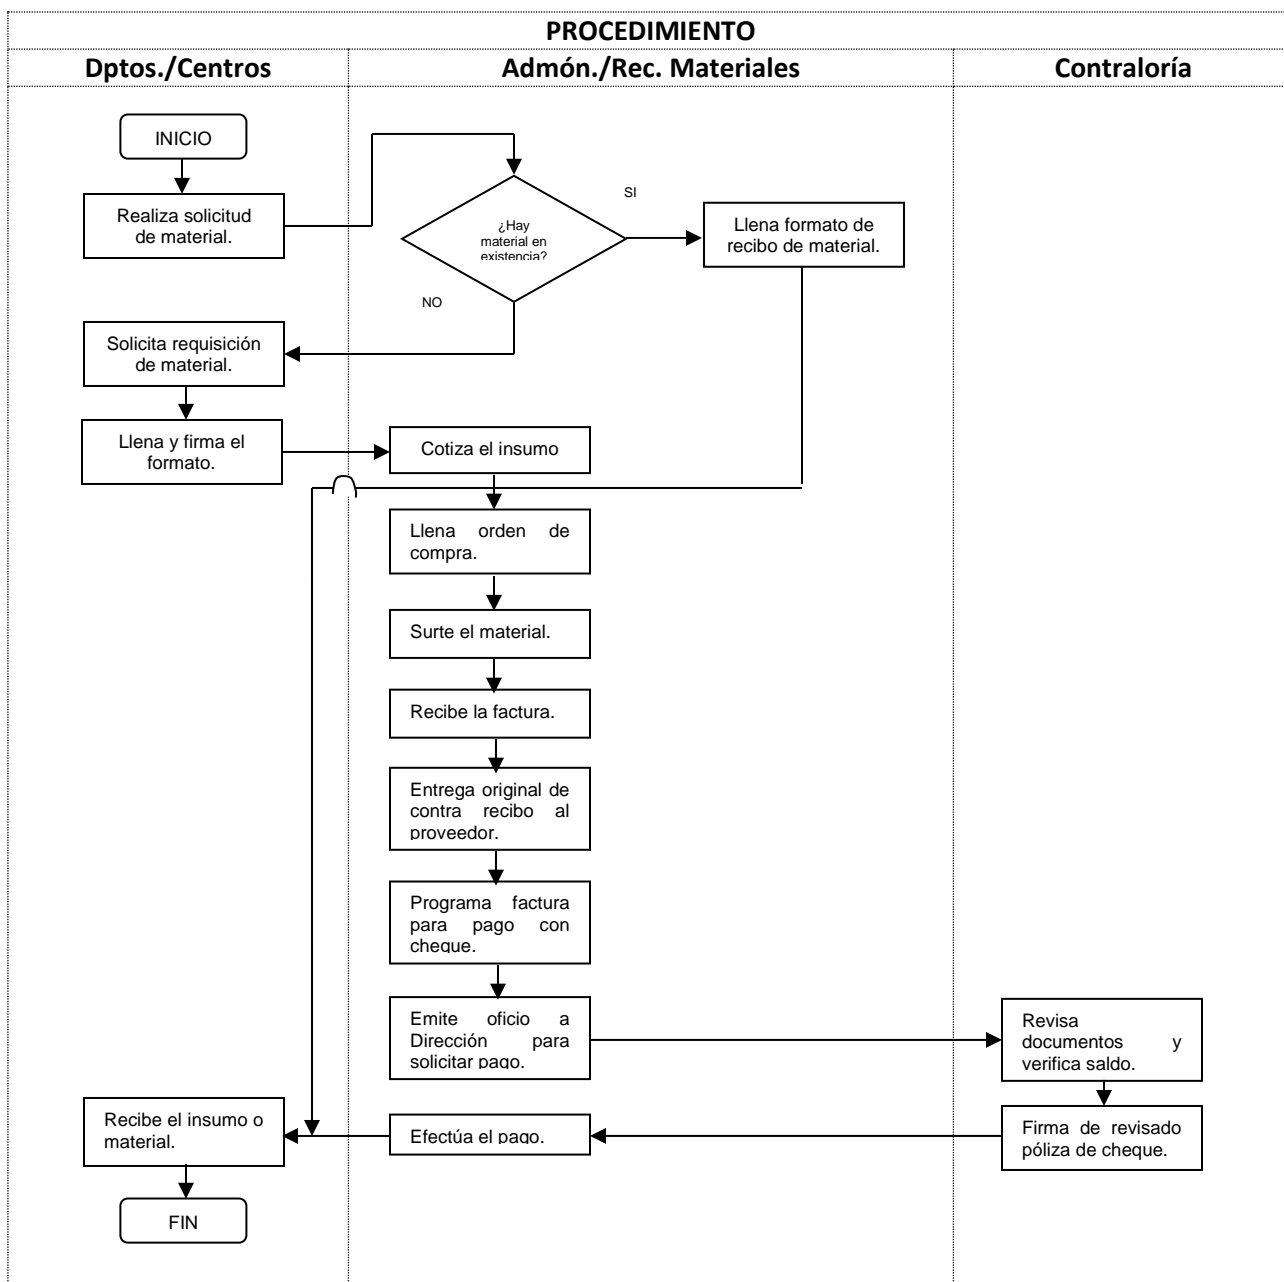 PROCEDIMIENTO
Dptos./Centros
Admón./Rec. Materiales
Contraloría
INICIO
Realiza solicitud
de material.
¿Hay
material en
existencia?
SI
NO
Llena formato de
recibo de material.
Solicita requisición
de material.
Llena y firma el
formato.
Cotiza el insumo
Llena orden de
compra.
Surte el material.
Recibe la factura.
Entrega original de
contra recibo al
proveedor.
Programa factura
para pago con
cheque.
Emite oficio a
Dirección para
solicitar pago.
Revisa
documentos y
verifica saldo.
Firma de revisado
póliza de cheque.
Efectúa el pago.
Recibe el insumo o
material.
FIN